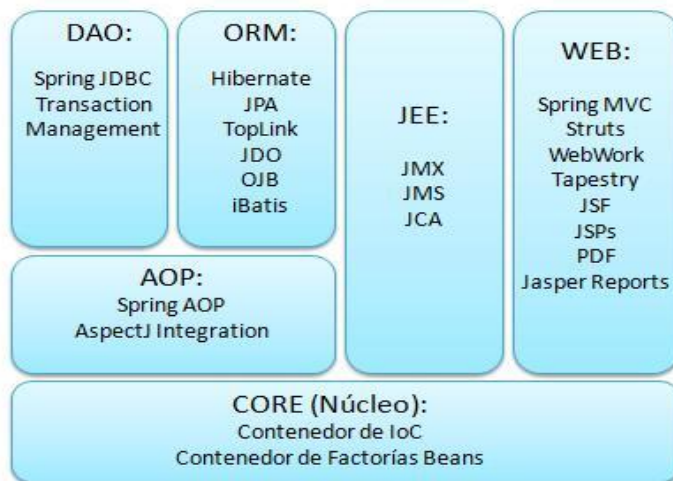 DAO:
Spring JDBC
Transaction
Management
ORM:
Hibernate
JPA
TopLink
JDO
OJB
iBatis
JEE:
JMX
JMS
JCA
WEB:
Spring MVC
Struts
WebWork
Tapestry
JSF
JSPs
PDF
Jasper Reports
AOP:
Spring AOP
AspectJ Integration
CORE (Núcleo):
Contenedor de IoC
Contenedor de Factorías Beans